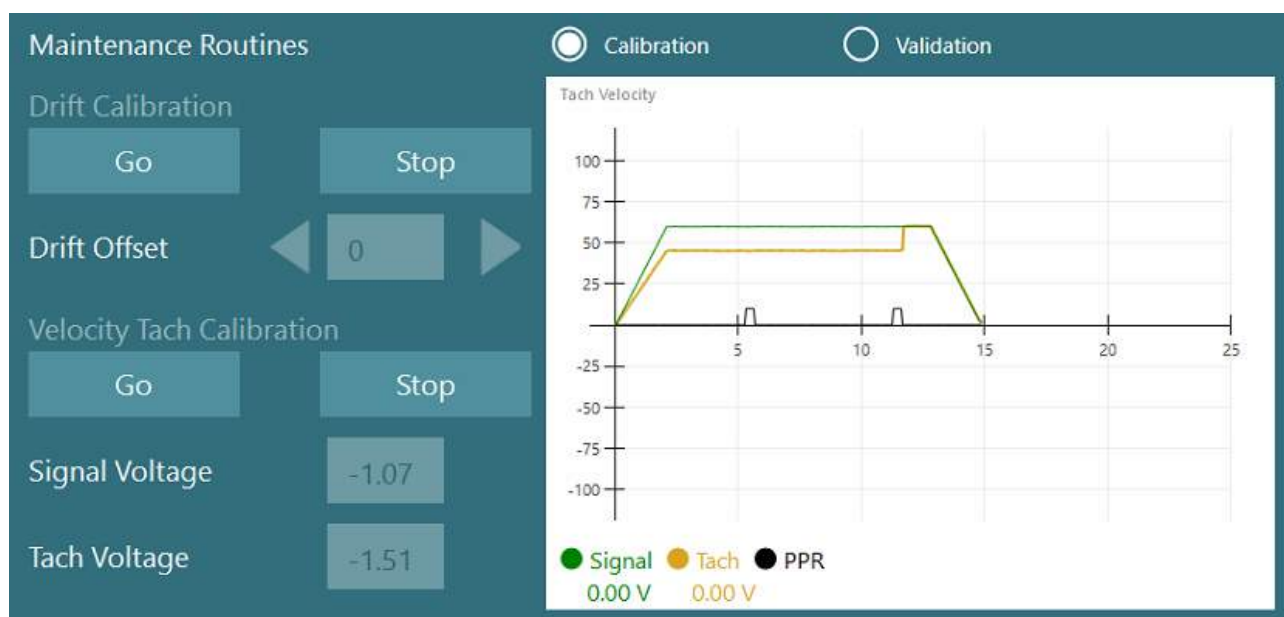 Maintenance Routines
Calibration
Validation
Drift Calibration
Go
Stop
Drift Offset
0
Velocity Tach Calibration
Go
Stop
Signal Voltage
-1.07
Tach Voltage
-1.51
Tach Velocity
100
75
50
25
5
10
15
20
25
-25
-50
-75
-100
Signal
Tach
PPR
0.00 V
0.00 V